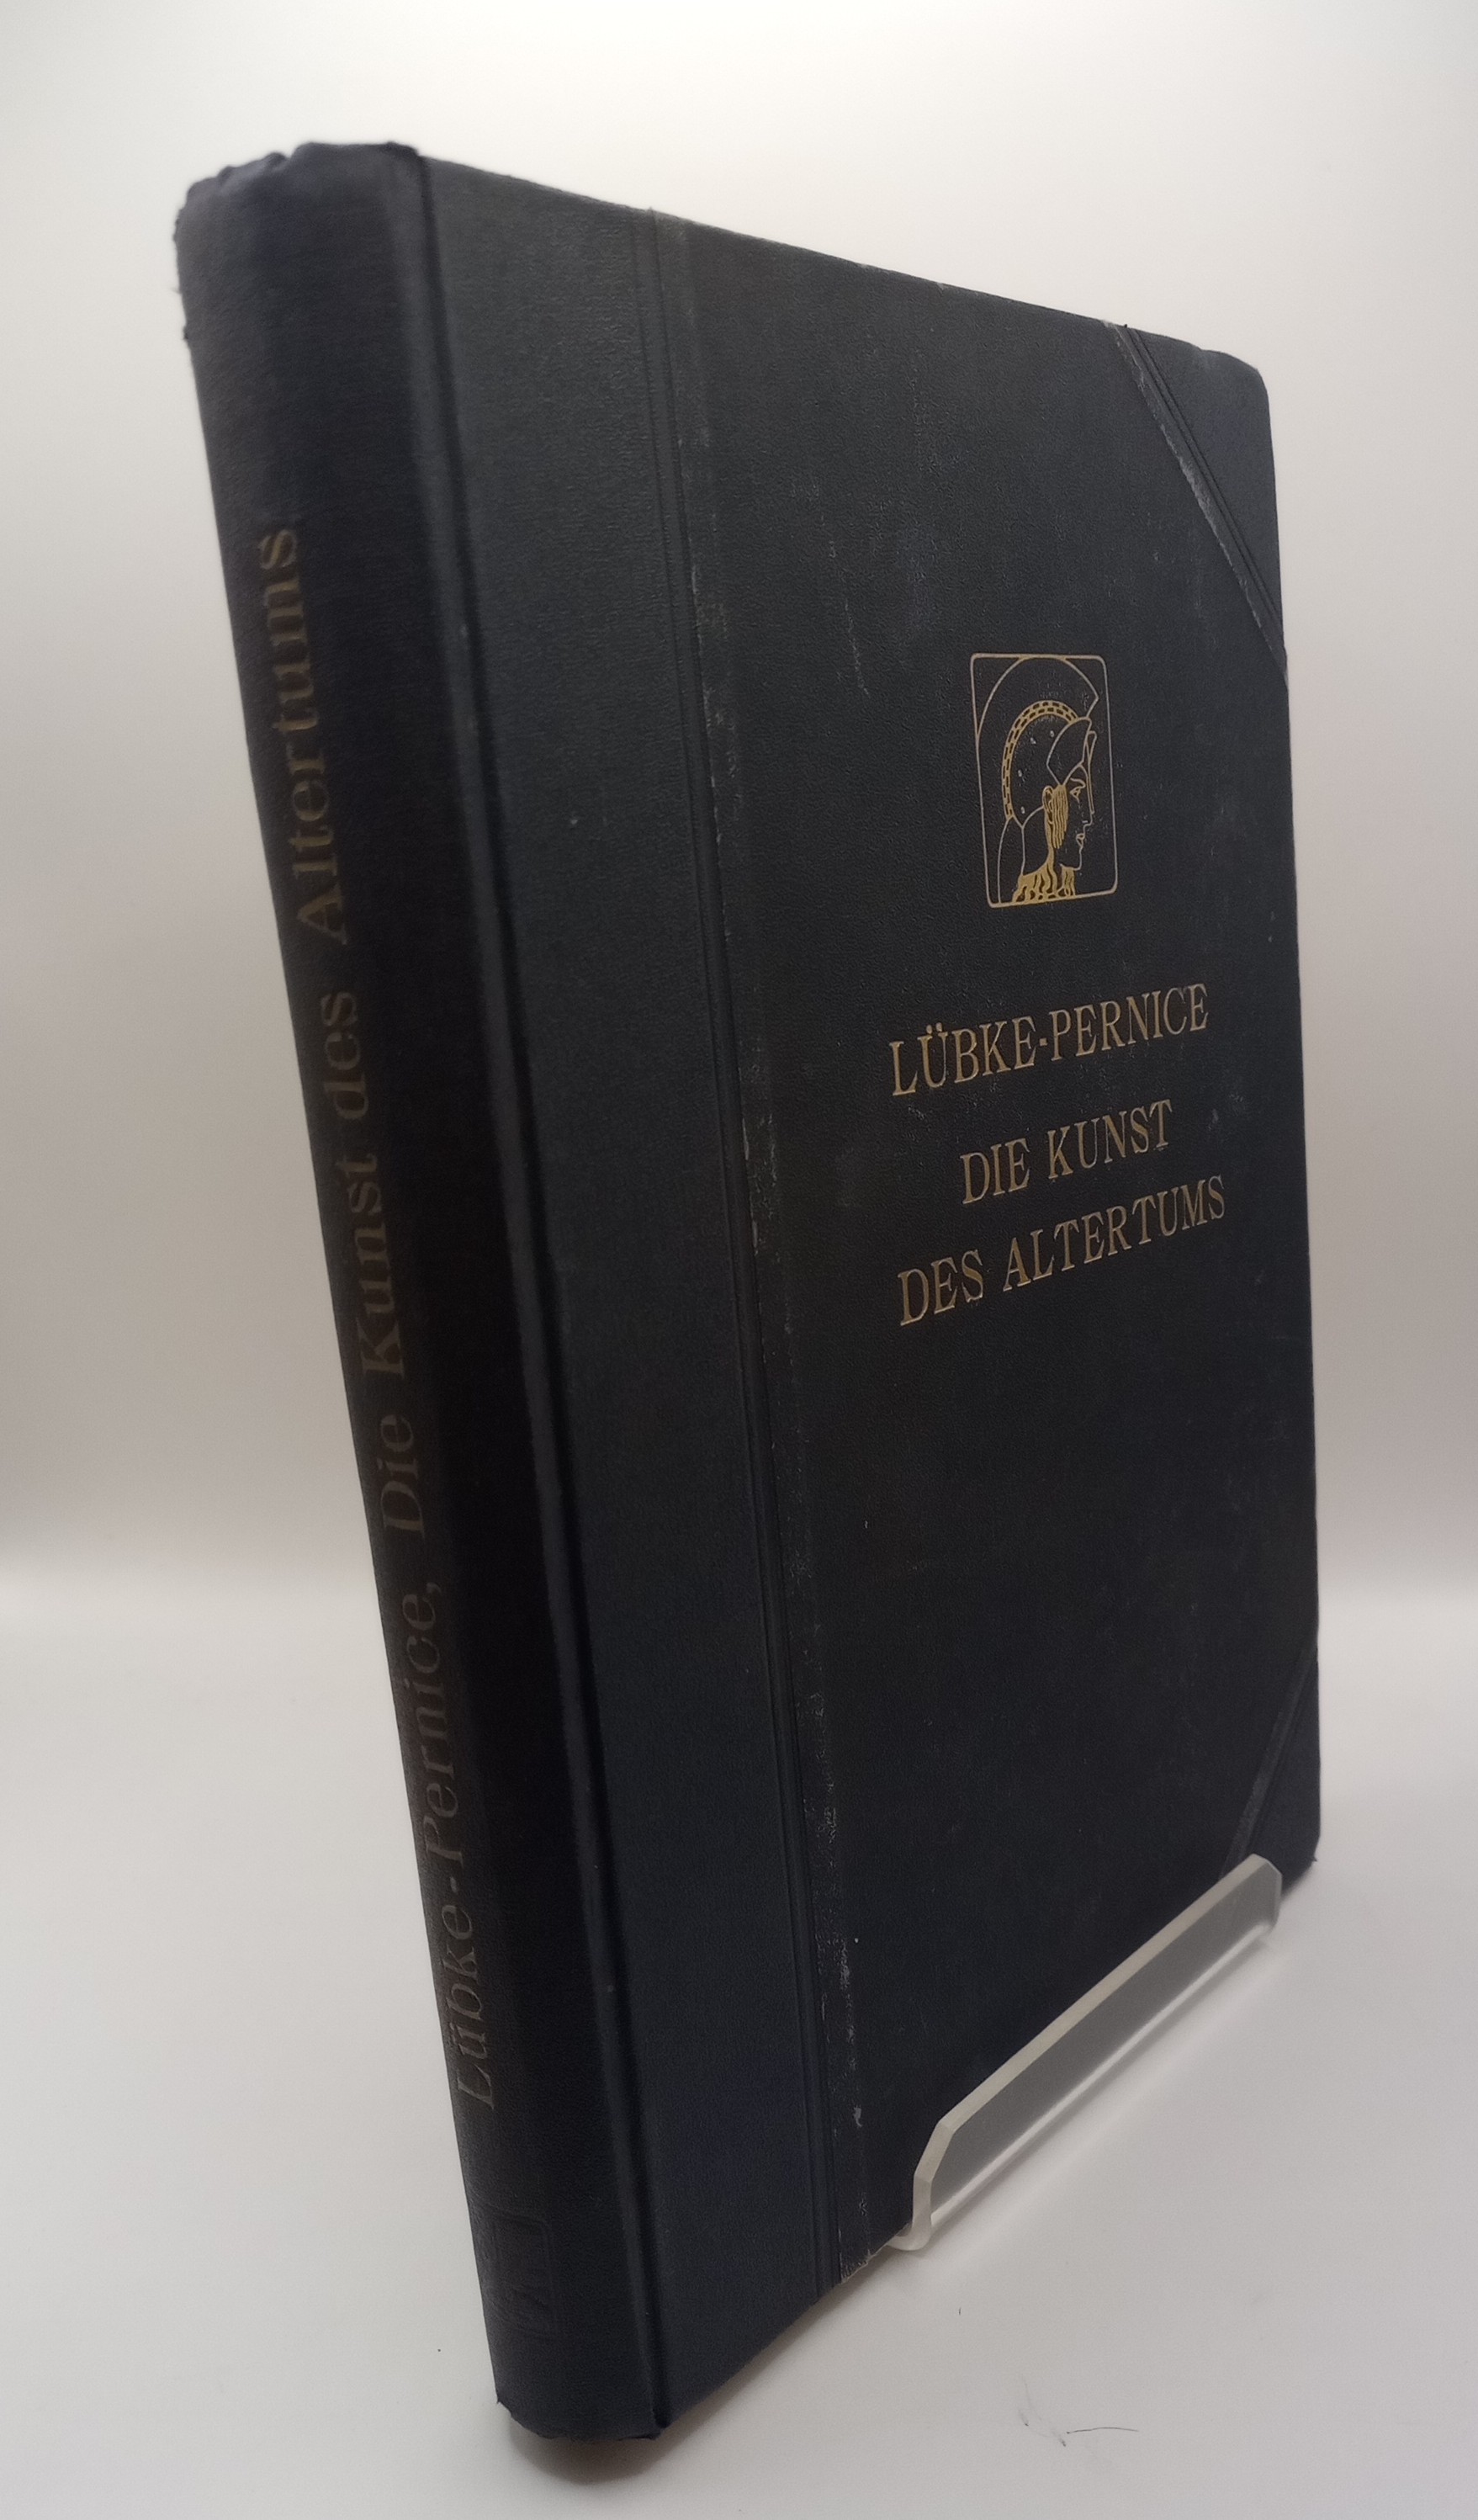 LÜBKE-PERNICE
DIE KUNST
DES ALTERTUMS
Lübke-Pernice, Die Kunst des Altertums